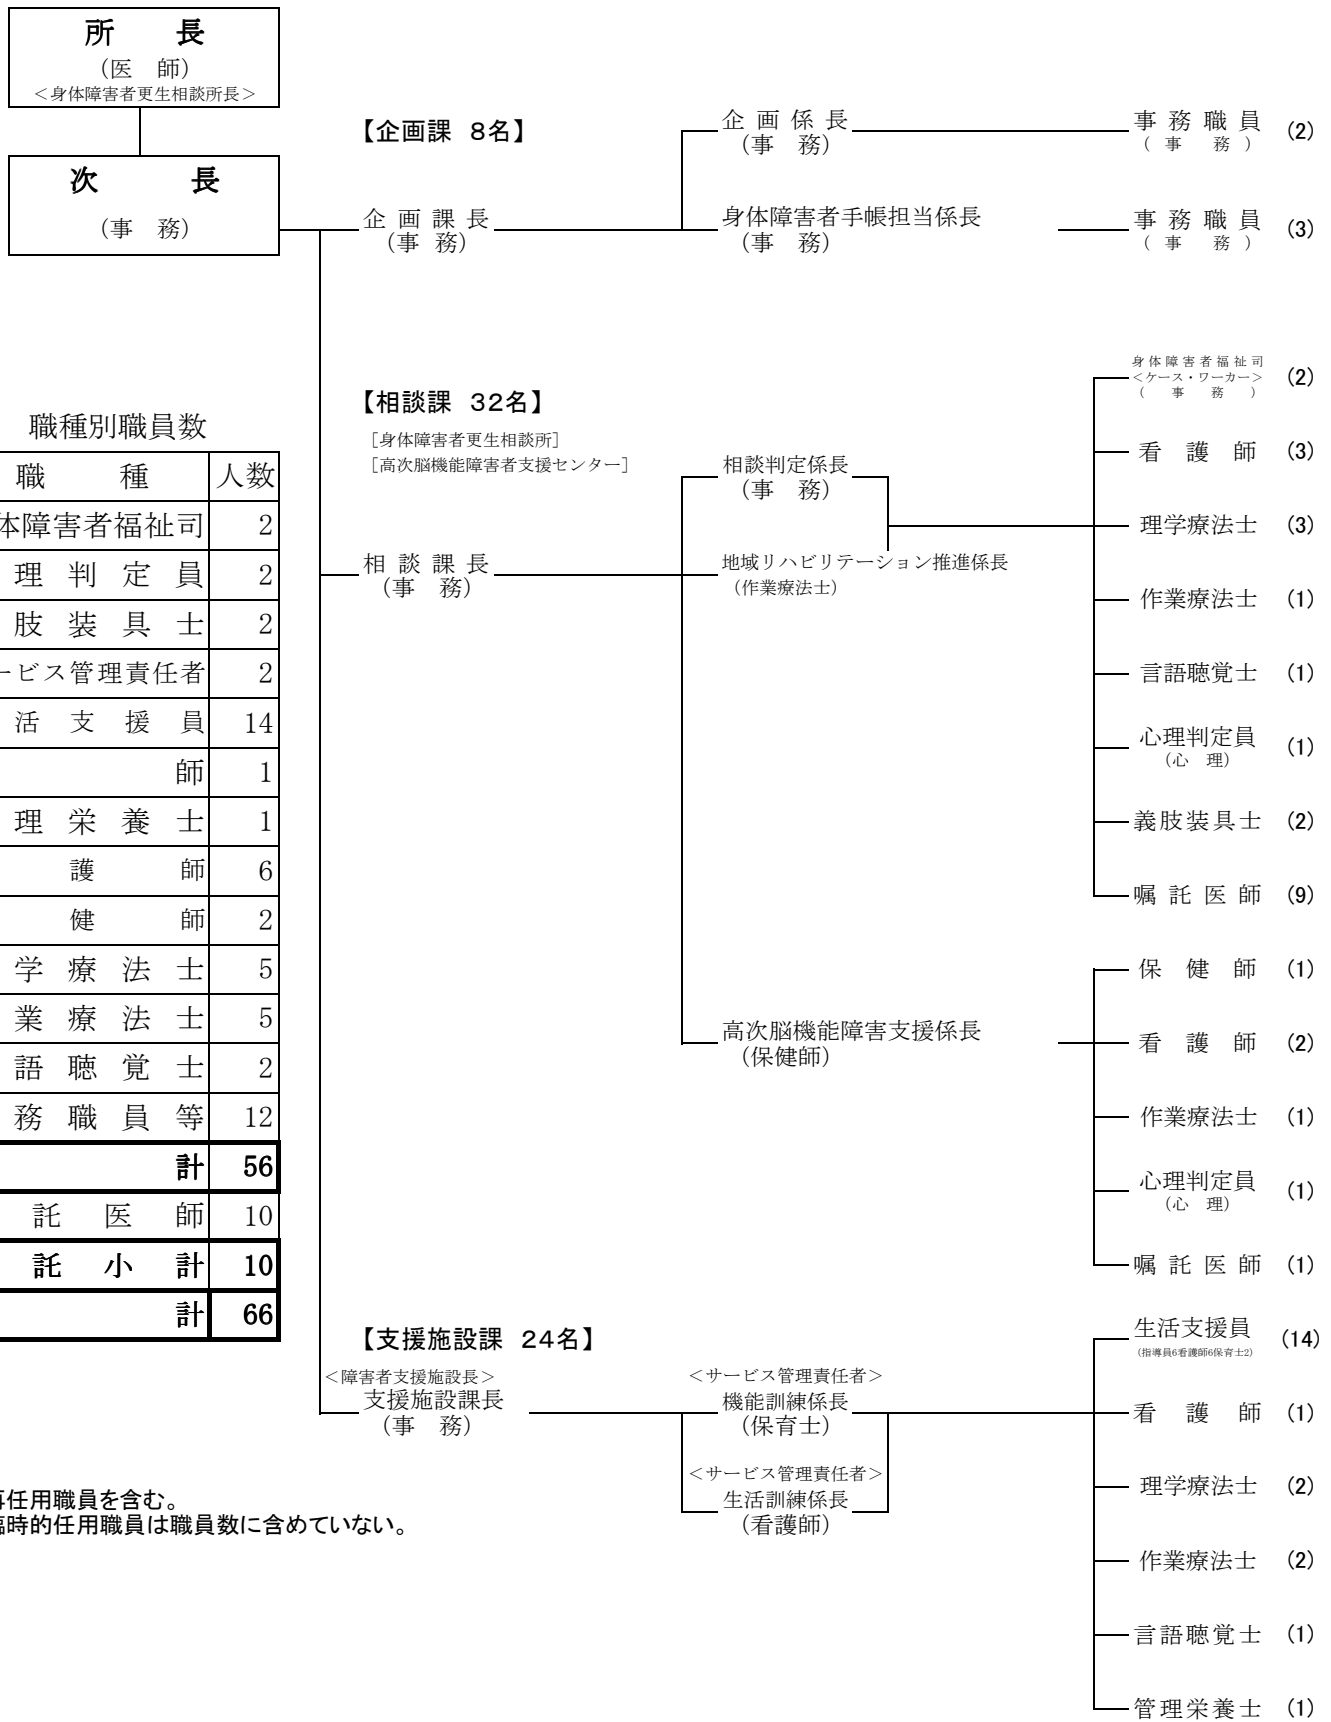 所長
(医 師)
＜身体障害者更生相談所長＞
次長
(事 務)
【企画課 8名】
企画課長
(事 務)
企画係長
(事 務)
事務職員 (2)
(事 務)
身体障害者手帳担当係長
(事 務)
事務職員 (3)
(事 務)
【相談課 32名】
［身体障害者更生相談所］
［高次脳機能障害者支援センター］
相談課長
(事 務)
相談判定係長
(事 務)
地域リハビリテーション推進係長
(作業療法士)
身体障害者福祉司
＜ケース・ワーカー＞ (2)
(事 務)
看護師 (3)
理学療法士 (3)
作業療法士 (1)
言語聴覚士 (1)
心理判定員 (1)
(心 理)
義肢装具士 (2)
嘱託医師 (9)
高次脳機能障害支援係長
(保健師)
保健師 (1)
看護師 (2)
作業療法士 (1)
心理判定員 (1)
(心 理)
嘱託医師 (1)
【支援施設課 24名】
＜障害者支援施設長＞
支援施設課長
(事 務)
＜サービス管理責任者＞
機能訓練係長
(保育士)
＜サービス管理責任者＞
生活訓練係長
(看護師)
生活支援員 (14)
(指導員6看護師6保育士2)
看護師 (1)
理学療法士 (2)
作業療法士 (2)
言語聴覚士 (1)
管理栄養士 (1)
職種別職員数
職種 人数
体障害者福祉司 2
理判定員 2
肢装具士 2
ービス管理責任者 2
活支援員 14
師 1
理栄養士 1
護師 6
健師 2
学療法士 5
業療法士 5
語聴覚士 2
務職員等 12
計 56
託医師 10
託小計 10
計 66
再任用職員を含む。
臨時的任用職員は職員数に含めていない。